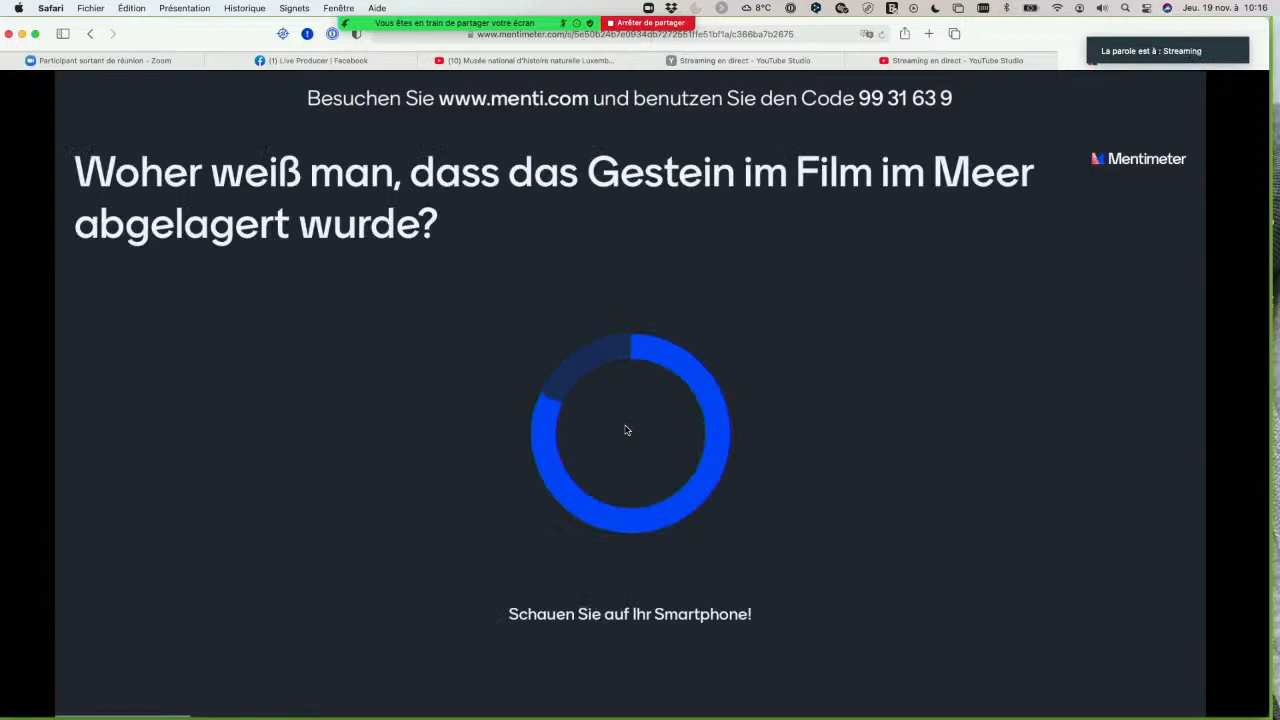 Safari Fichier Édition Présentation Historique Signets Fenêtre Aide
8°C
Jeu. 19 nov. à 10:16
Vous êtes en train de partager votre écran
Arrêter de partager
La parole est à : Streaming
Participant sortant de réunion - Zoom
(1) Live Producer | Facebook
(10) Musée national d'histoire naturelle Luxemb...
Streaming en direct - YouTube Studio
Streaming en direct - YouTube Studio
Besuchen Sie www.menti.com und benutzen Sie den Code 99 31 63 9
Woher weiß man, dass das Gestein im Film im Meer
abgelagert wurde?
Mentimeter
Schauen Sie auf Ihr Smartphone!